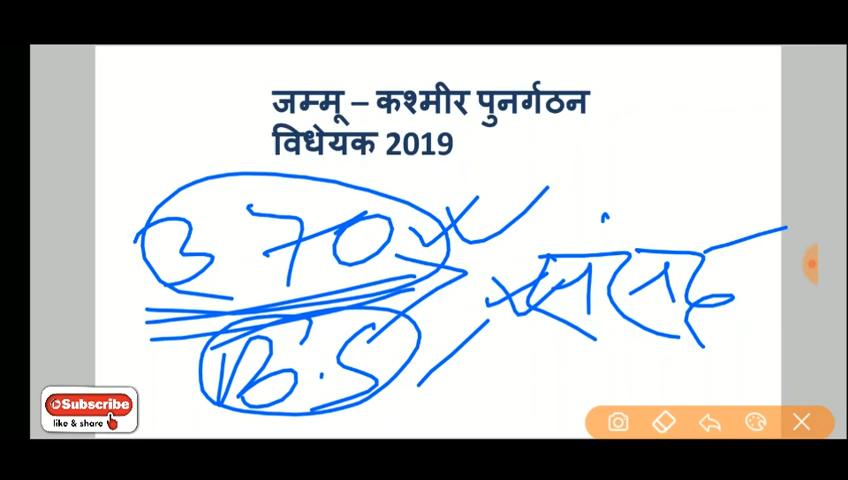 जम्मू – कश्मीर पुनर्गठन
विधेयक 2019
370
संसद
Subscribe
like & share